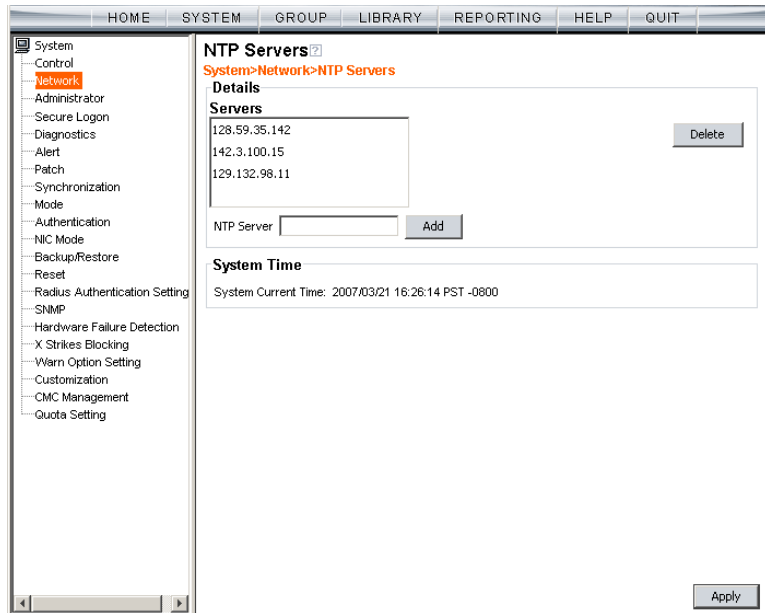 HOME SYSTEM GROUP LIBRARY REPORTING HELP QUIT
System
Control
Network
Administrator
Secure Logon
Diagnostics
Alert
Patch
Synchronization
Mode
Authentication
NIC Mode
Backup/Restore
Reset
Radius Authentication Setting
SNMP
Hardware Failure Detection
X Strikes Blocking
Warn Option Setting
Customization
CMC Management
Quota Setting
NTP Servers ?
System>Network>NTP Servers
Details
Servers
128.59.35.142
142.3.100.15
129.132.98.11
Delete
NTP Server Add
System Time
System Current Time: 2007/03/21 16:26:14 PST -0800
Apply